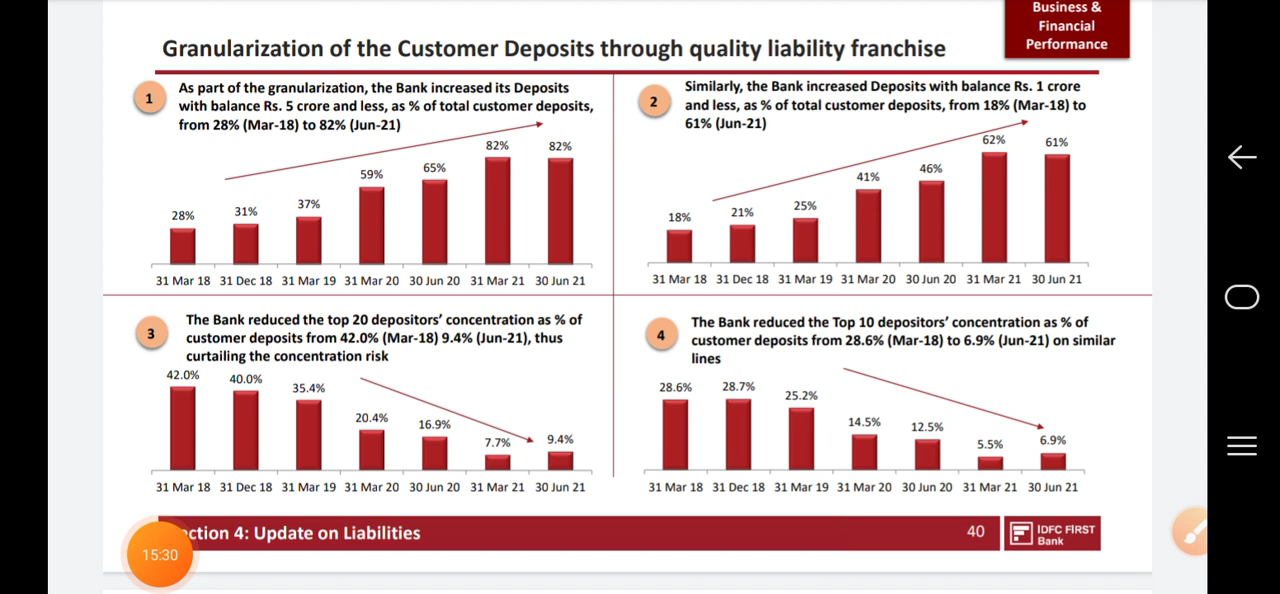 Business &
Financial
Performance
Granularization of the Customer Deposits through quality liability franchise
1
As part of the granularization, the Bank increased its Deposits
with balance Rs. 5 crore and less, as % of total customer deposits,
from 28% (Mar-18) to 82% (Jun-21)
28% 31% 37% 59% 65% 82% 82%
31 Mar 18 31 Dec 18 31 Mar 19 31 Mar 20 30 Jun 20 31 Mar 21 30 Jun 21
2
Similarly, the Bank increased Deposits with balance Rs. 1 crore
and less, as % of total customer deposits, from 18% (Mar-18) to
61% (Jun-21)
18% 21% 25% 41% 46% 62% 61%
31 Mar 18 31 Dec 18 31 Mar 19 31 Mar 20 30 Jun 20 31 Mar 21 30 Jun 21
3
The Bank reduced the top 20 depositors’ concentration as % of
customer deposits from 42.0% (Mar-18) 9.4% (Jun-21), thus
curtailing the concentration risk
42.0% 40.0% 35.4% 20.4% 16.9% 7.7% 9.4%
31 Mar 18 31 Dec 18 31 Mar 19 31 Mar 20 30 Jun 20 31 Mar 21 30 Jun 21
4
The Bank reduced the Top 10 depositors’ concentration as % of
customer deposits from 28.6% (Mar-18) to 6.9% (Jun-21) on similar
lines
28.6% 28.7% 25.2% 14.5% 12.5% 5.5% 6.9%
31 Mar 18 31 Dec 18 31 Mar 19 31 Mar 20 30 Jun 20 31 Mar 21 30 Jun 21
ction 4: Update on Liabilities
40
IDFC FIRST
Bank
15:30